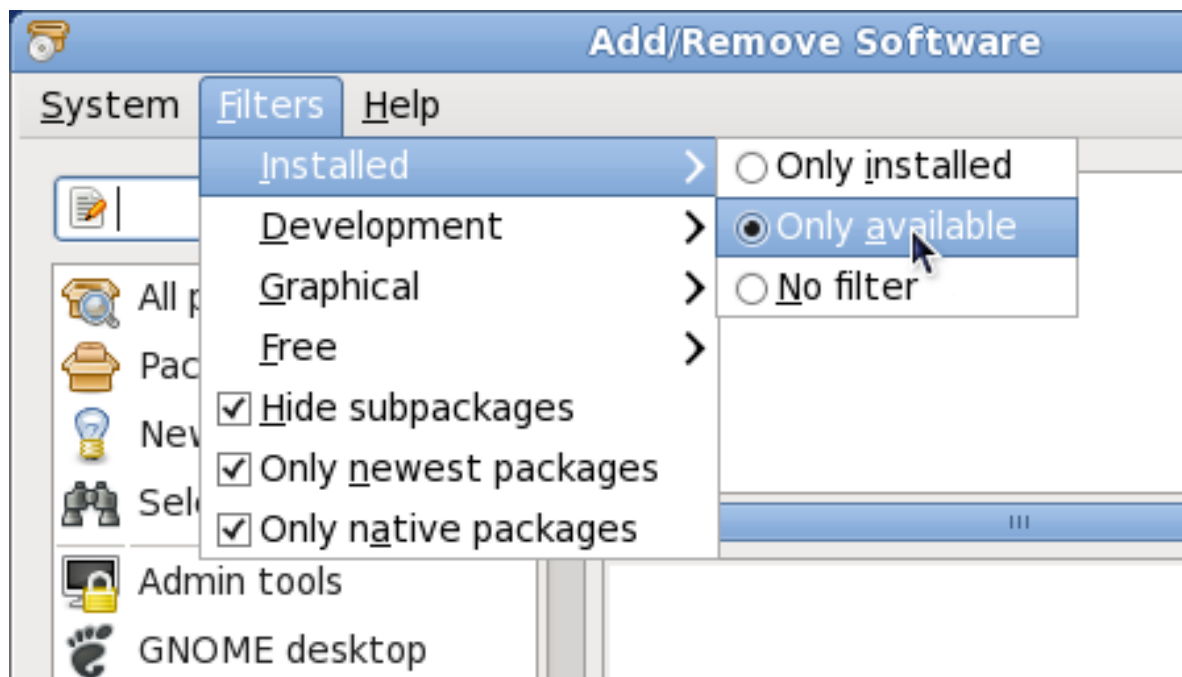 Add/Remove Software
System Filters Help
Installed
Only installed
Development
Only available
Graphical
No filter
Free
Hide subpackages
Only newest packages
Only native packages
All
Admin tools
GNOME desktop